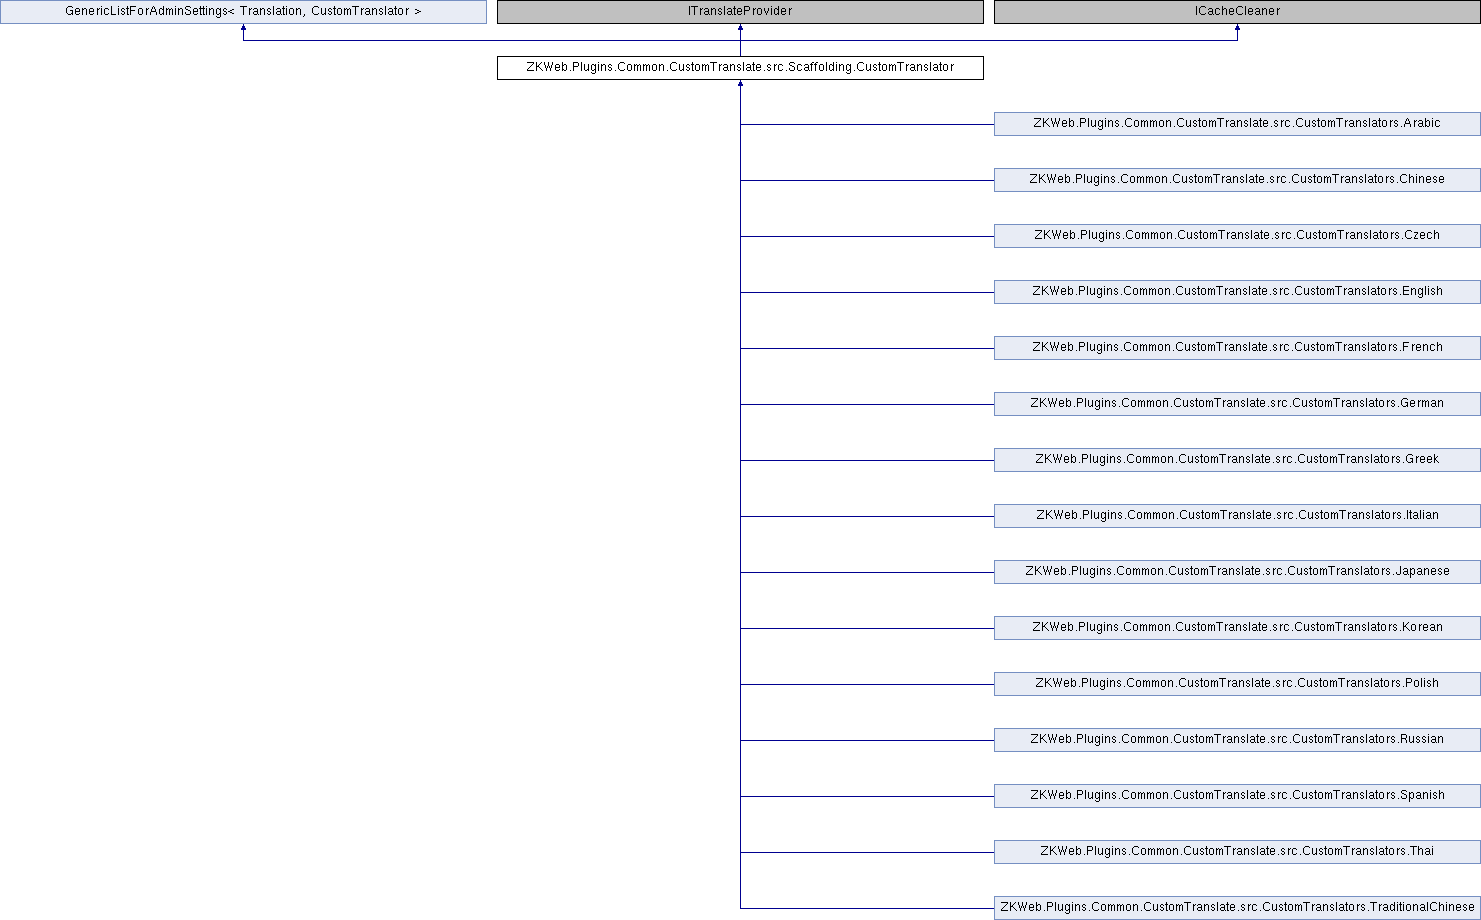 GenericListForAdminSettings< Translation, CustomTranslator >
ITranslateProvider
ICacheCleaner
ZKWeb.Plugins.Common.CustomTranslate.src.Scaffolding.CustomTranslator
ZKWeb.Plugins.Common.CustomTranslate.src.CustomTranslators.Arabic
ZKWeb.Plugins.Common.CustomTranslate.src.CustomTranslators.Chinese
ZKWeb.Plugins.Common.CustomTranslate.src.CustomTranslators.Czech
ZKWeb.Plugins.Common.CustomTranslate.src.CustomTranslators.English
ZKWeb.Plugins.Common.CustomTranslate.src.CustomTranslators.French
ZKWeb.Plugins.Common.CustomTranslate.src.CustomTranslators.German
ZKWeb.Plugins.Common.CustomTranslate.src.CustomTranslators.Greek
ZKWeb.Plugins.Common.CustomTranslate.src.CustomTranslators.Italian
ZKWeb.Plugins.Common.CustomTranslate.src.CustomTranslators.Japanese
ZKWeb.Plugins.Common.CustomTranslate.src.CustomTranslators.Korean
ZKWeb.Plugins.Common.CustomTranslate.src.CustomTranslators.Polish
ZKWeb.Plugins.Common.CustomTranslate.src.CustomTranslators.Russian
ZKWeb.Plugins.Common.CustomTranslate.src.CustomTranslators.Spanish
ZKWeb.Plugins.Common.CustomTranslate.src.CustomTranslators.Thai
ZKWeb.Plugins.Common.CustomTranslate.src.CustomTranslators.TraditionalChinese